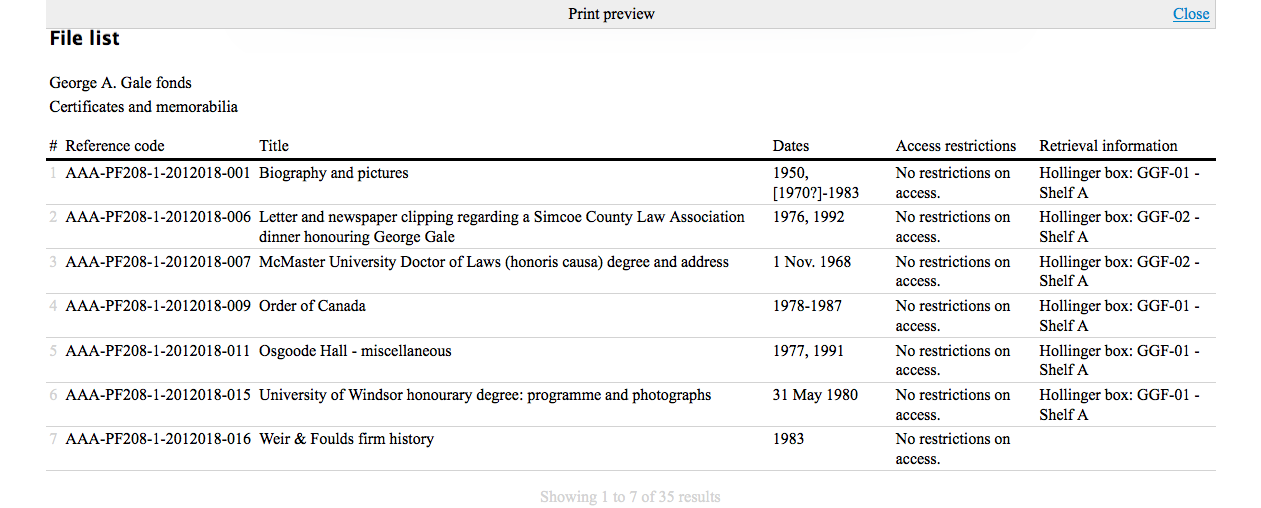 Print preview
Close
File list
George A. Gale fonds
Certificates and memorabilia
# Reference code Title Dates Access restrictions Retrieval information
1 AAA-PF208-1-2012018-001 Biography and pictures 1950, No restrictions on Hollinger box: GGF-01 -
[1970?]-1983 access. Shelf A
2 AAA-PF208-1-2012018-006 Letter and newspaper clipping regarding a Simcoe County Law Association 1976, 1992 No restrictions on Hollinger box: GGF-02 -
dinner honouring George Gale access. Shelf A
3 AAA-PF208-1-2012018-007 McMaster University Doctor of Laws (honoris causa) degree and address 1 Nov. 1968 No restrictions on Hollinger box: GGF-02 -
access. Shelf A
4 AAA-PF208-1-2012018-009 Order of Canada 1978-1987 No restrictions on Hollinger box: GGF-01 -
access. Shelf A
5 AAA-PF208-1-2012018-011 Osgoode Hall - miscellaneous 1977, 1991 No restrictions on Hollinger box: GGF-01 -
access. Shelf A
6 AAA-PF208-1-2012018-015 University of Windsor honourary degree: programme and photographs 31 May 1980 No restrictions on Hollinger box: GGF-01 -
access. Shelf A
7 AAA-PF208-1-2012018-016 Weir & Foulds firm history 1983 No restrictions on
access.
Showing 1 to 7 of 35 results